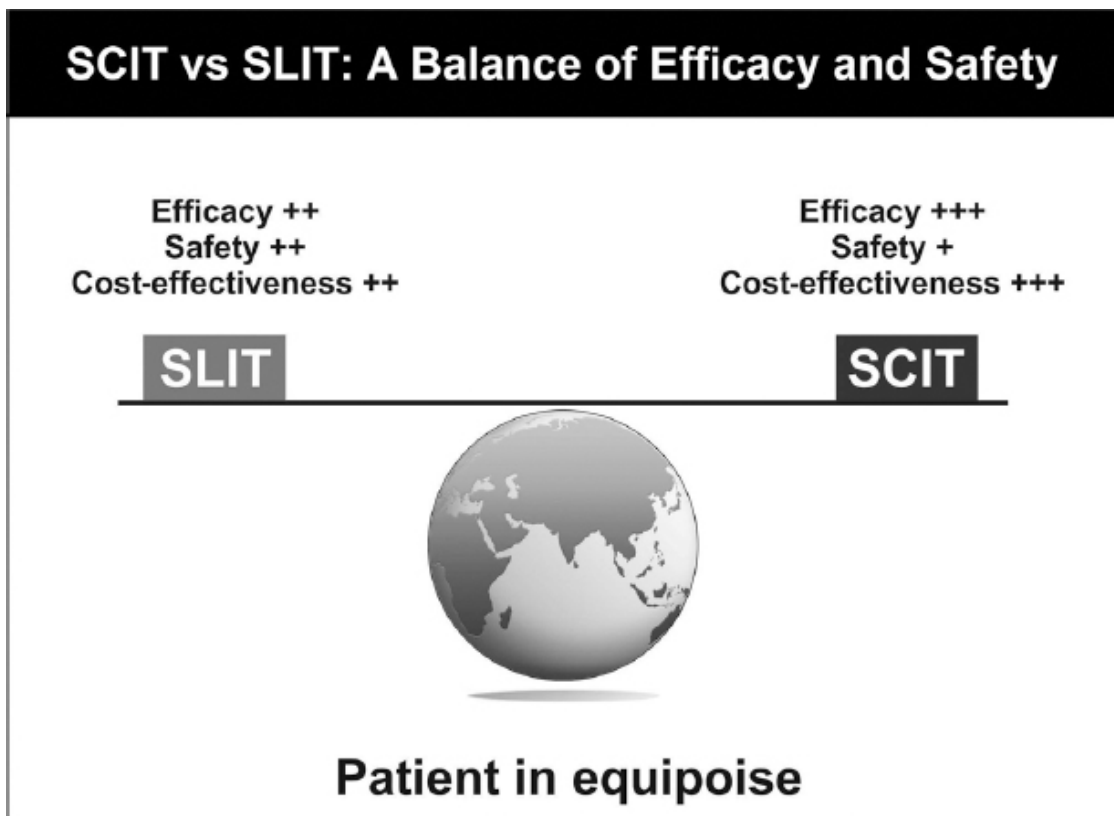 SCIT vs SLIT: A Balance of Efficacy and Safety
Efficacy ++
Safety ++
Cost-effectiveness ++
SLIT
Efficacy +++
Safety +
Cost-effectiveness +++
SCIT
Patient in equipoise